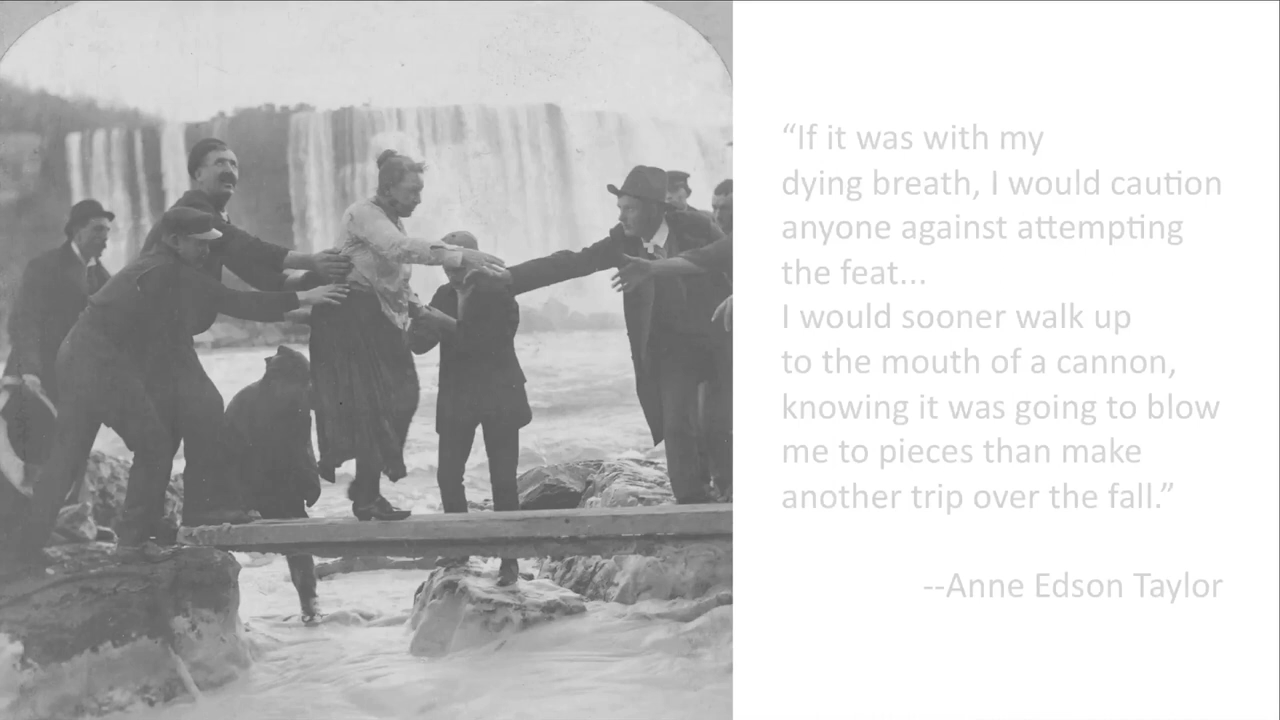 “If it was with my
dying breath, I would caution
anyone against attempting
the feat...
I would sooner walk up
to the mouth of a cannon,
knowing it was going to blow
me to pieces than make
another trip over the fall.”
--Anne Edson Taylor